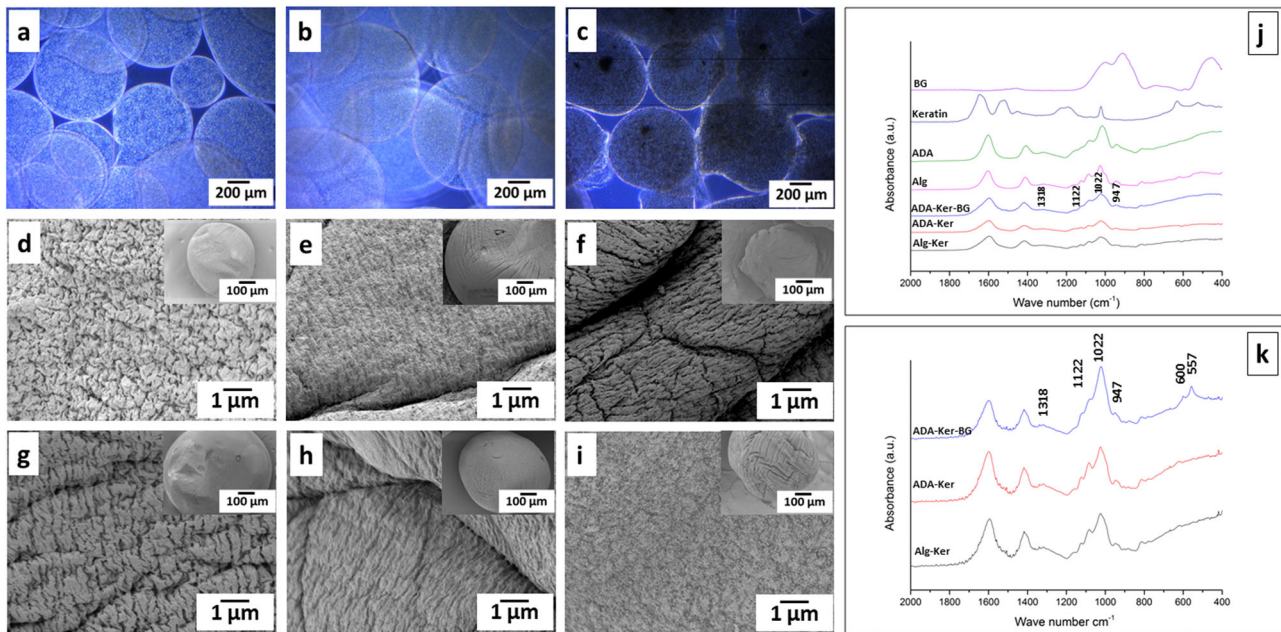 a
200 µm
b
200 µm
c
200 µm
d
100 µm
1 µm
e
100 µm
1 µm
f
100 µm
1 µm
g
100 µm
1 µm
h
100 µm
1 µm
i
100 µm
1 µm
j
Absorbance (a.u.)
BG
Keratin
ADA
Alg
1318
1122
1022
947
ADA-Ker-BG
ADA-Ker
Alg-Ker
2000 1800 1600 1400 1200 1000 800 600 400
Wave number (cm⁻¹)
k
Absorbance (a.u.)
1318
1122
1022
947
600
557
ADA-Ker-BG
ADA-Ker
Alg-Ker
2000 1800 1600 1400 1200 1000 800 600 400
Wave number cm⁻¹